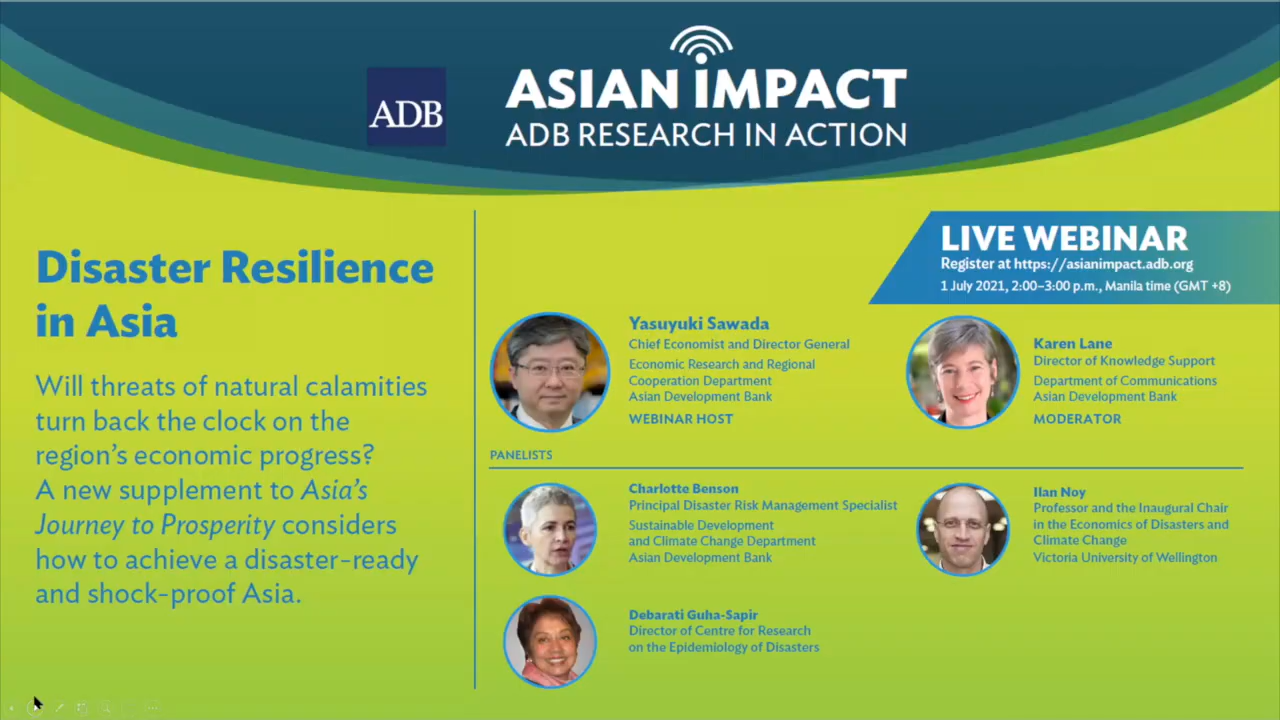 ADB
ASIAN IMPACT
ADB RESEARCH IN ACTION
Disaster Resilience
in Asia
Will threats of natural calamities
turn back the clock on the
region's economic progress?
A new supplement to Asia's
Journey to Prosperity considers
how to achieve a disaster-ready
and shock-proof Asia.
LIVE WEBINAR
Register at https://asianimpact.adb.org
1 July 2021, 2:00–3:00 p.m., Manila time (GMT +8)
Yasuyuki Sawada
Chief Economist and Director General
Economic Research and Regional
Cooperation Department
Asian Development Bank
WEBINAR HOST
Karen Lane
Director of Knowledge Support
Department of Communications
Asian Development Bank
MODERATOR
PANELISTS
Charlotte Benson
Principal Disaster Risk Management Specialist
Sustainable Development
and Climate Change Department
Asian Development Bank
Ilan Noy
Professor and the Inaugural Chair
in the Economics of Disasters and
Climate Change
Victoria University of Wellington
Debarati Guha-Sapir
Director of Centre for Research
on the Epidemiology of Disasters